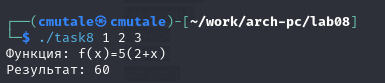 ┌──(cmutale㉿cmutale)-[~/work/arch-pc/lab08]
└─$ ./task8 1 2 3
Функция: f(x)=5(2+x)
Результат: 60